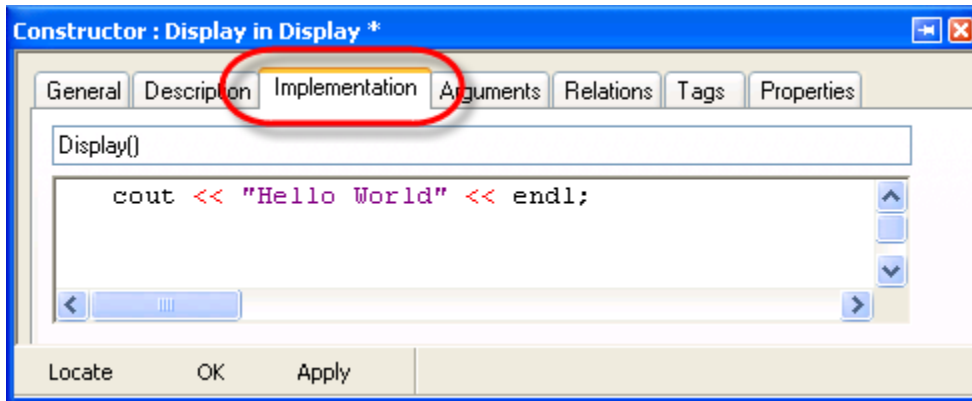 Constructor : Display in Display *
General Description Implementation Arguments Relations Tags Properties
Display()
cout << "Hello World" << endl;
Locate OK Apply